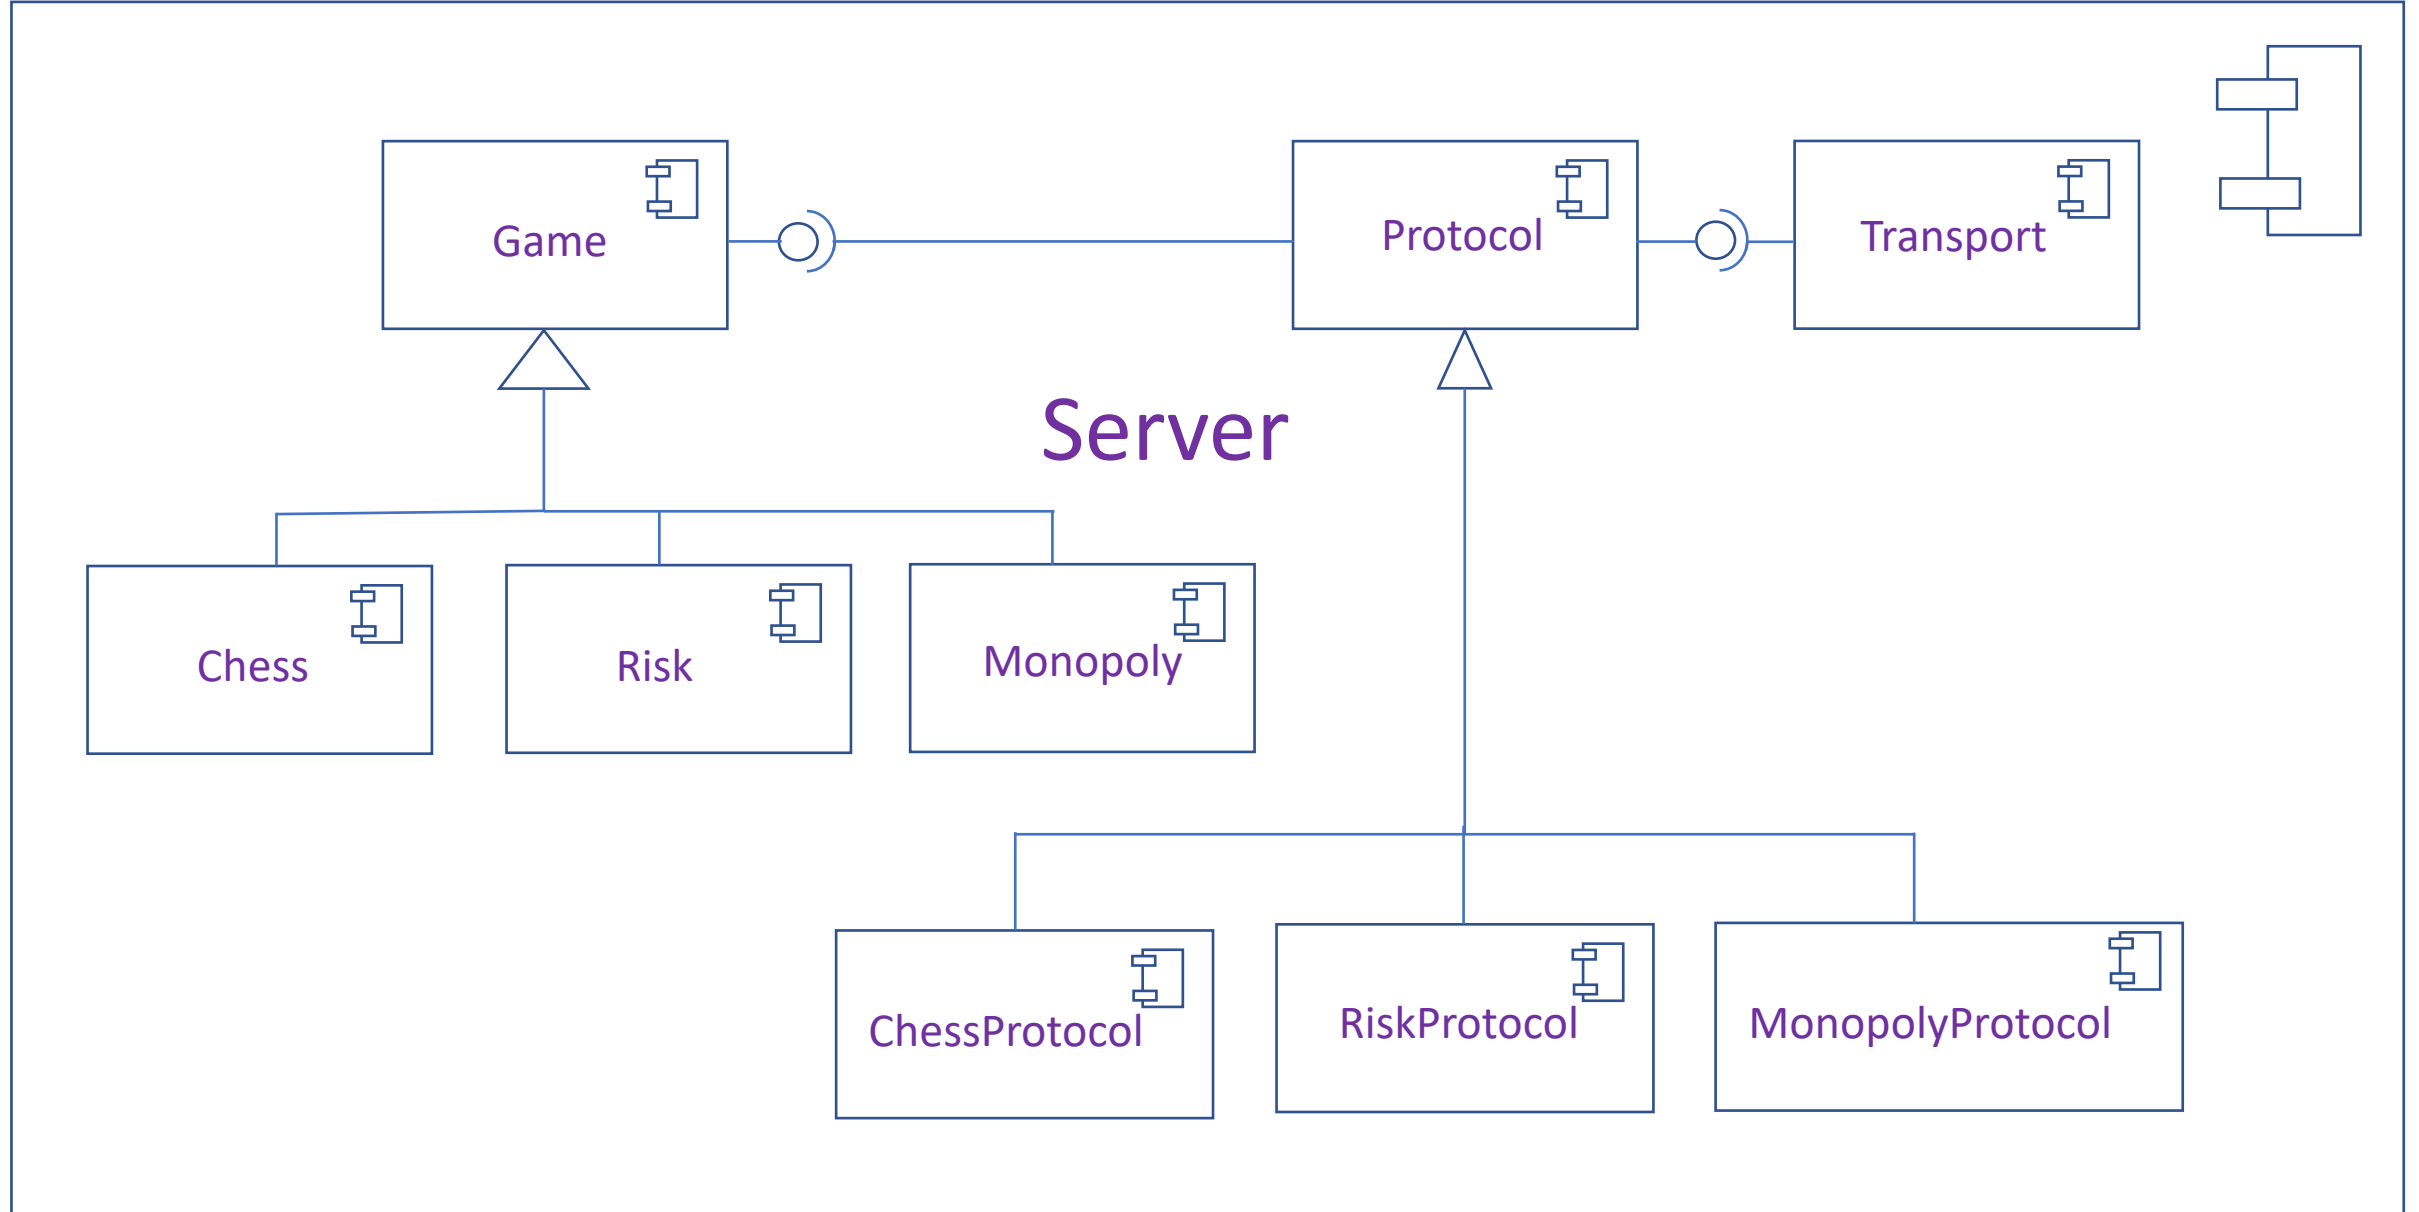 Game
Protocol
Transport
Server
Chess
Risk
Monopoly
ChessProtocol
RiskProtocol
MonopolyProtocol